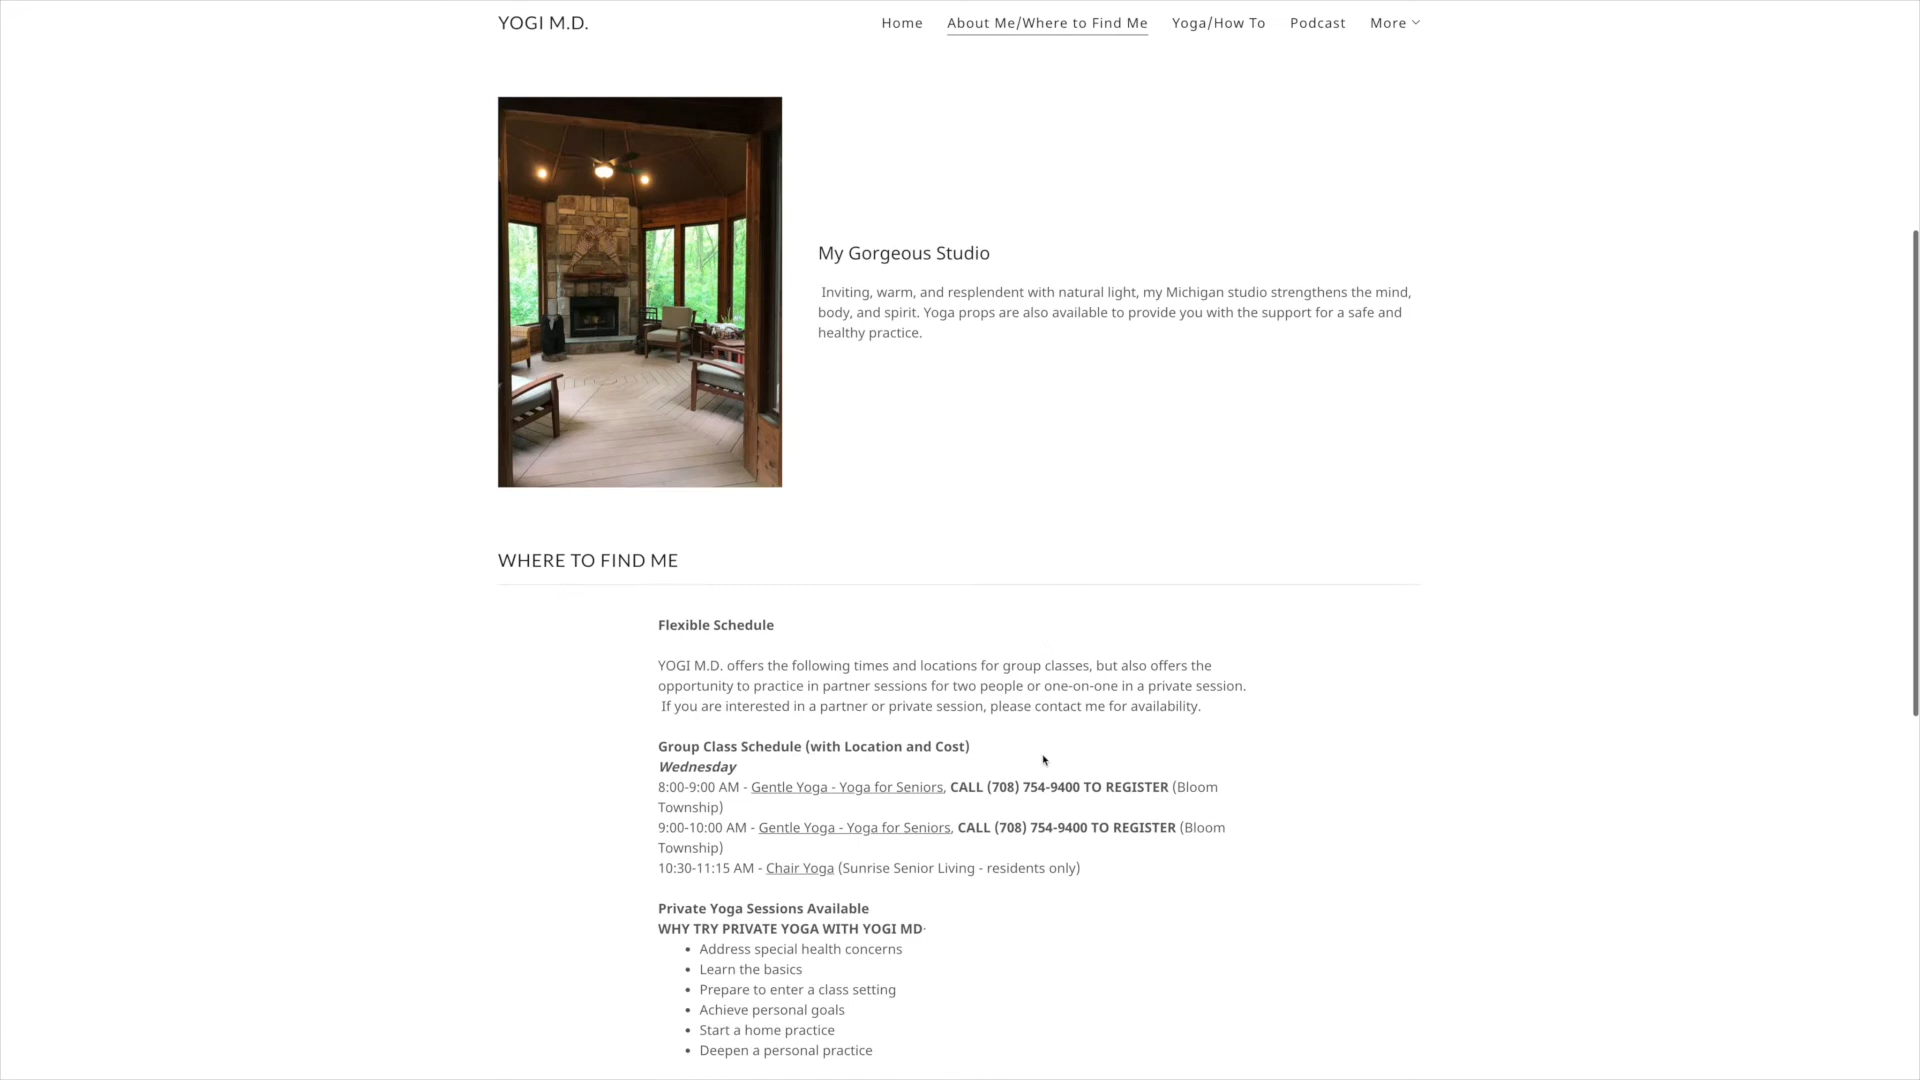 YOGI M.D.
Home
About Me/Where to Find Me
Yoga/How To
Podcast
More
My Gorgeous Studio
Inviting, warm, and resplendent with natural light, my Michigan studio strengthens the mind,
body, and spirit. Yoga props are also available to provide you with the support for a safe and
healthy practice.
WHERE TO FIND ME
Flexible Schedule
YOGI M.D. offers the following times and locations for group classes, but also offers the
opportunity to practice in partner sessions for two people or one-on-one in a private session.
If you are interested in a partner or private session, please contact me for availability.
Group Class Schedule (with Location and Cost)
Wednesday
8:00-9:00 AM - Gentle Yoga - Yoga for Seniors, CALL (708) 754-9400 TO REGISTER (Bloom
Township)
9:00-10:00 AM - Gentle Yoga - Yoga for Seniors, CALL (708) 754-9400 TO REGISTER (Bloom
Township)
10:30-11:15 AM - Chair Yoga (Sunrise Senior Living - residents only)
Private Yoga Sessions Available
WHY TRY PRIVATE YOGA WITH YOGI MD·
• Address special health concerns
• Learn the basics
• Prepare to enter a class setting
• Achieve personal goals
• Start a home practice
• Deepen a personal practice